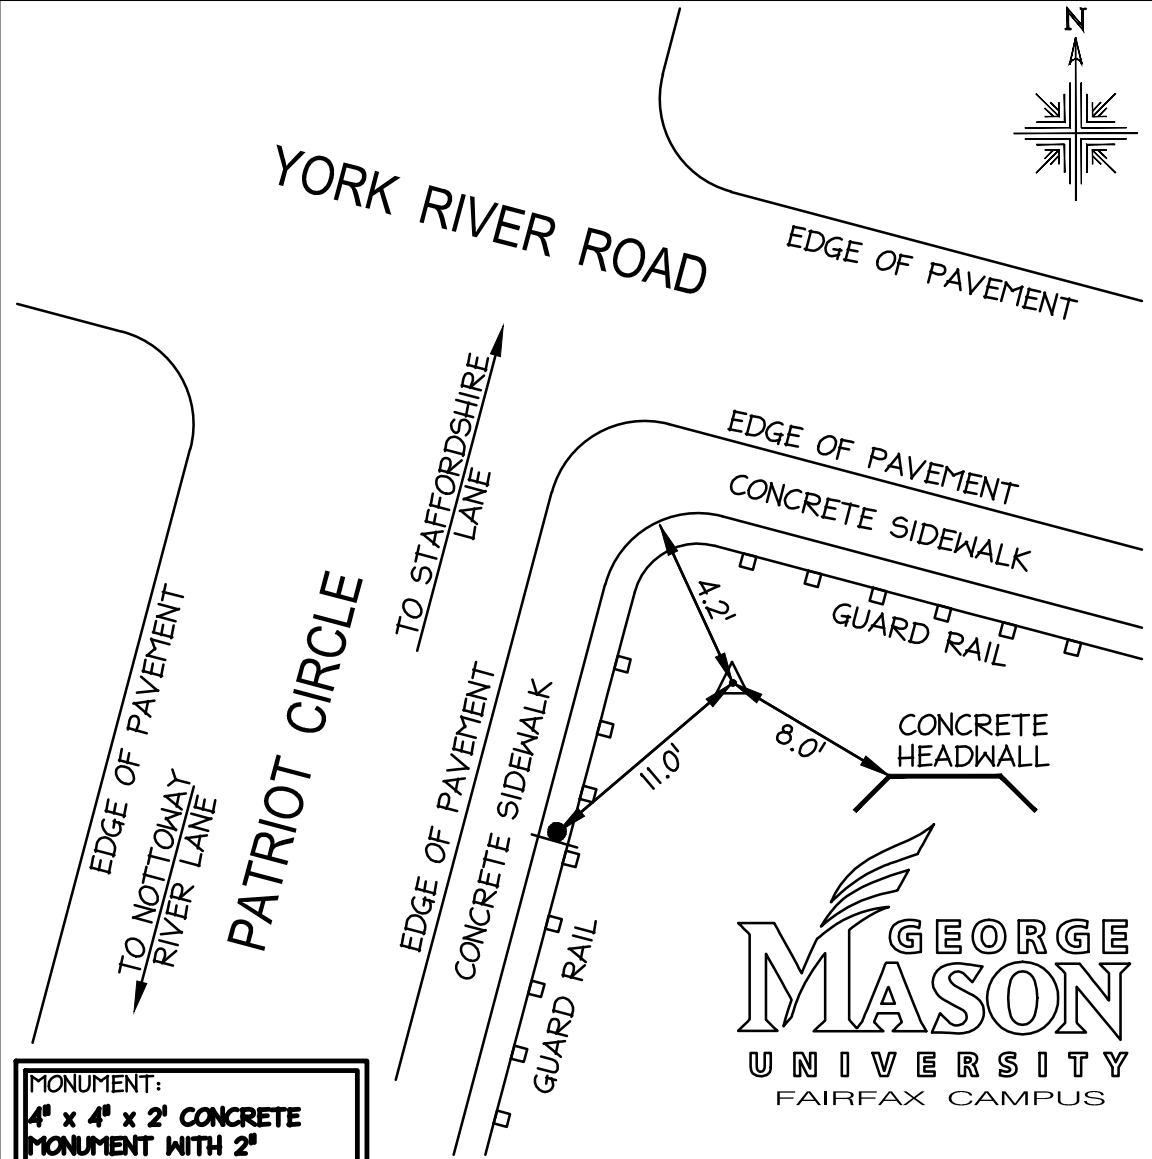 N
YORK RIVER ROAD
EDGE OF PAVEMENT
TO STAFFORDSHIRE
LANE
EDGE OF PAVEMENT
CONCRETE SIDEWALK
GUARD RAIL
4.2'
8.0'
11.0'
CONCRETE
HEADWALL
PATRIOT CIRCLE
EDGE OF PAVEMENT
TO NOTTOWAY
RIVER LANE
EDGE OF PAVEMENT
CONCRETE SIDEWALK
GUARD RAIL
GEORGE
MASON
UNIVERSITY
FAIRFAX CAMPUS
MONUMENT:
4" x 4" x 2' CONCRETE
MONUMENT WITH 2"